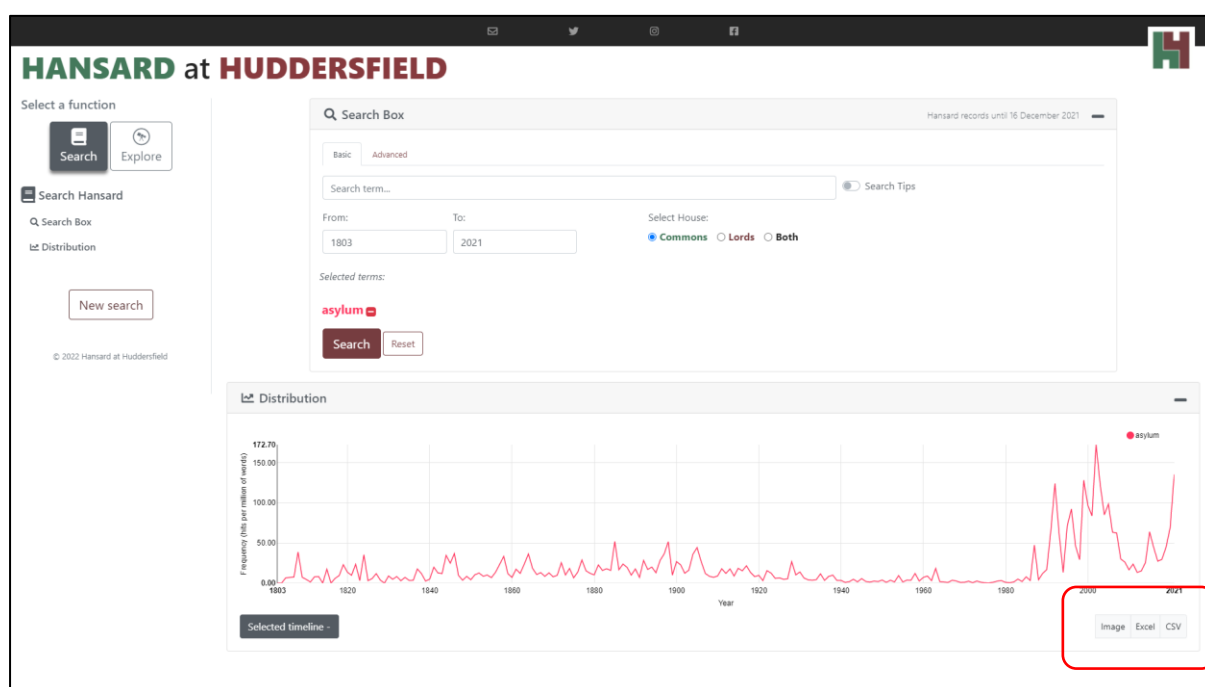 HANSARD at HUDDERSFIELD
Select a function
Search Explore
Search Hansard
Search Box
Distribution
New search
© 2022 Hansard at Huddersfield
Search Box
Hansard records until 16 December 2021
Basic Advanced
Search term...
Search Tips
From: To: Select House:
1803 2021 Commons Lords Both
Selected terms:
asylum
Search Reset
Distribution
asylum
172.70
150.00
100.00
50.00
0.00
Frequency (hits per million of words)
1803 1820 1840 1860 1880 1900 1920 1940 1960 1980 2000 2021
Year
Selected timeline -
Image Excel CSV